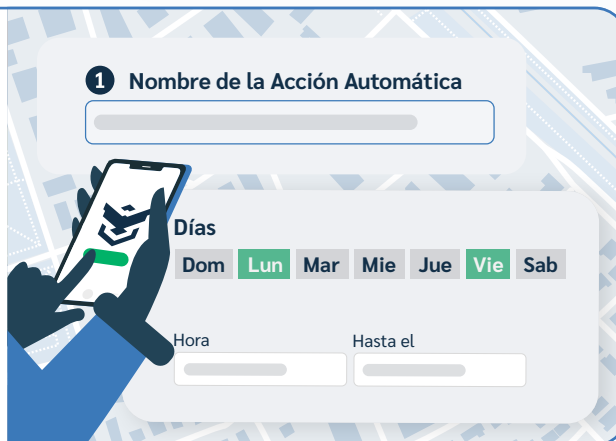 1 Nombre de la Acción Automática
Días
Dom Lun Mar Mie Jue Vie Sab
Hora Hasta el